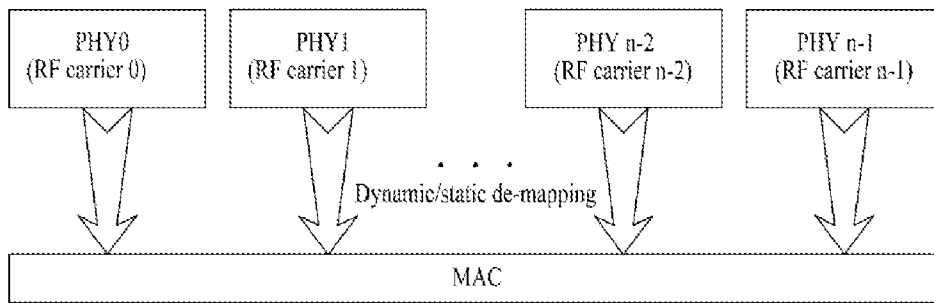 PHY0
(RF carrier 0)
PHY1
(RF carrier 1)
PHY n-2
(RF carrier n-2)
PHY n-1
(RF carrier n-1)
. . .
Dynamic/static de-mapping
MAC